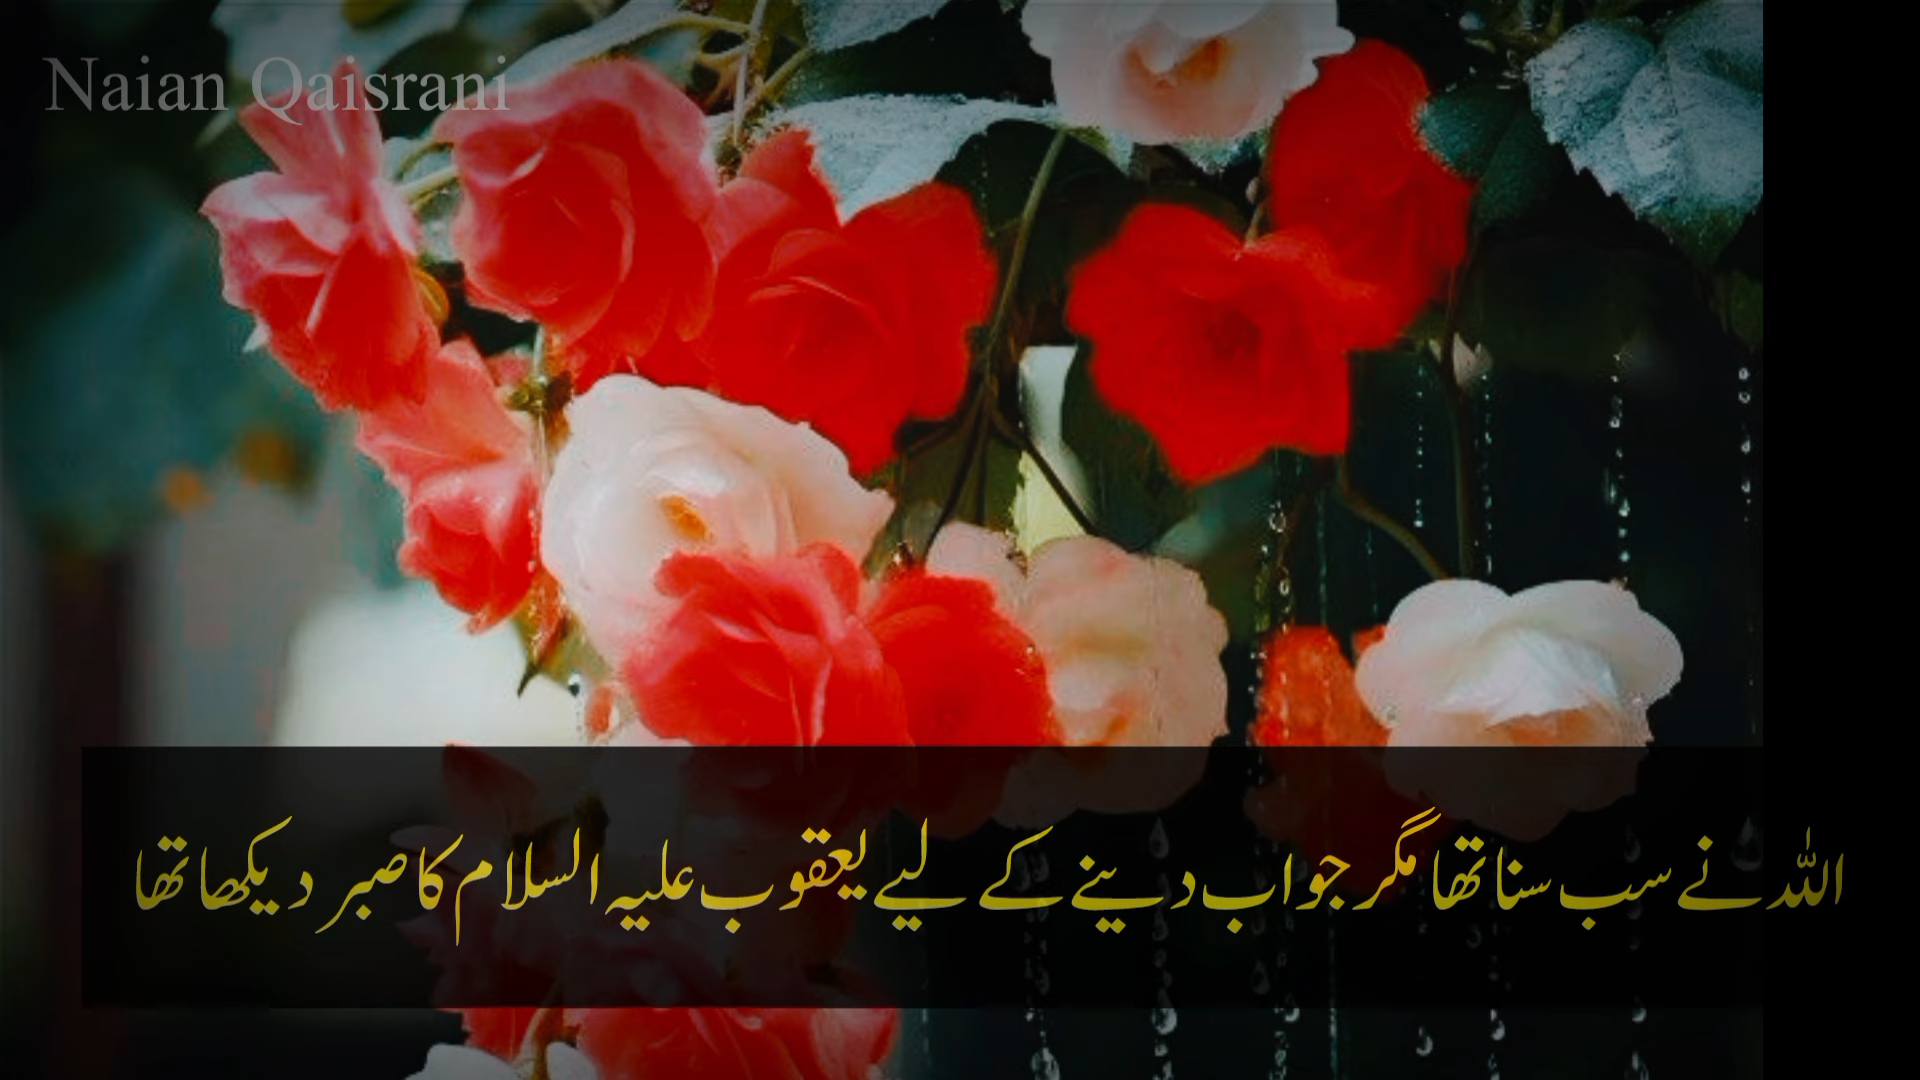 Naian Qaisrani
اللہ نے سب سنا تھا مگر جواب دینے کے لیے یعقوب علیہ السلام کا صبر دیکھا تھا